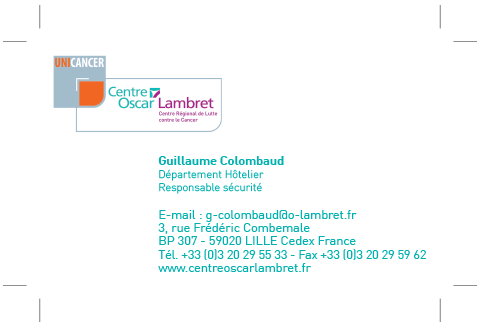 UNICANCER
Centre
Oscar Lambret
Centre Régional de Lutte
contre le Cancer
Guillaume Colombaud
Département Hôtelier
Responsable sécurité
E-mail : g-colombaud@o-lambret.fr
3, rue Frédéric Combemale
BP 307 - 59020 LILLE Cedex France
Tél. +33 (0)3 20 29 55 33 - Fax +33 (0)3 20 29 59 62
www.centreoscarlambret.fr